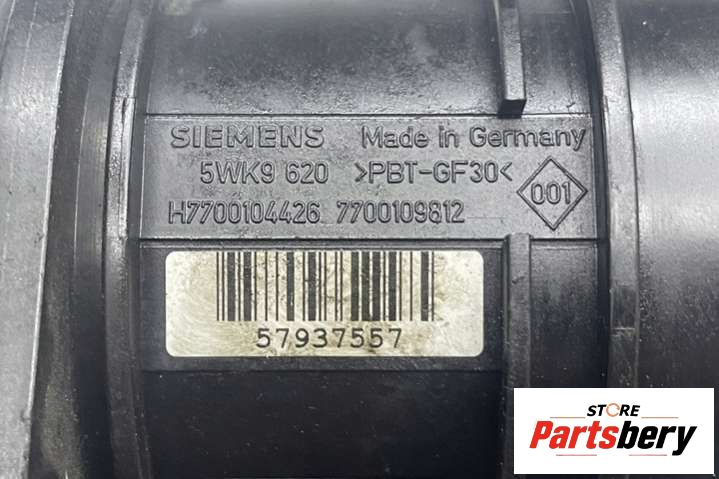 SIEMENS Made in Germany
5WK9 620 >PBT-GF30<
001
H7700104426 7700109812
57937557
STORE
Partsbery